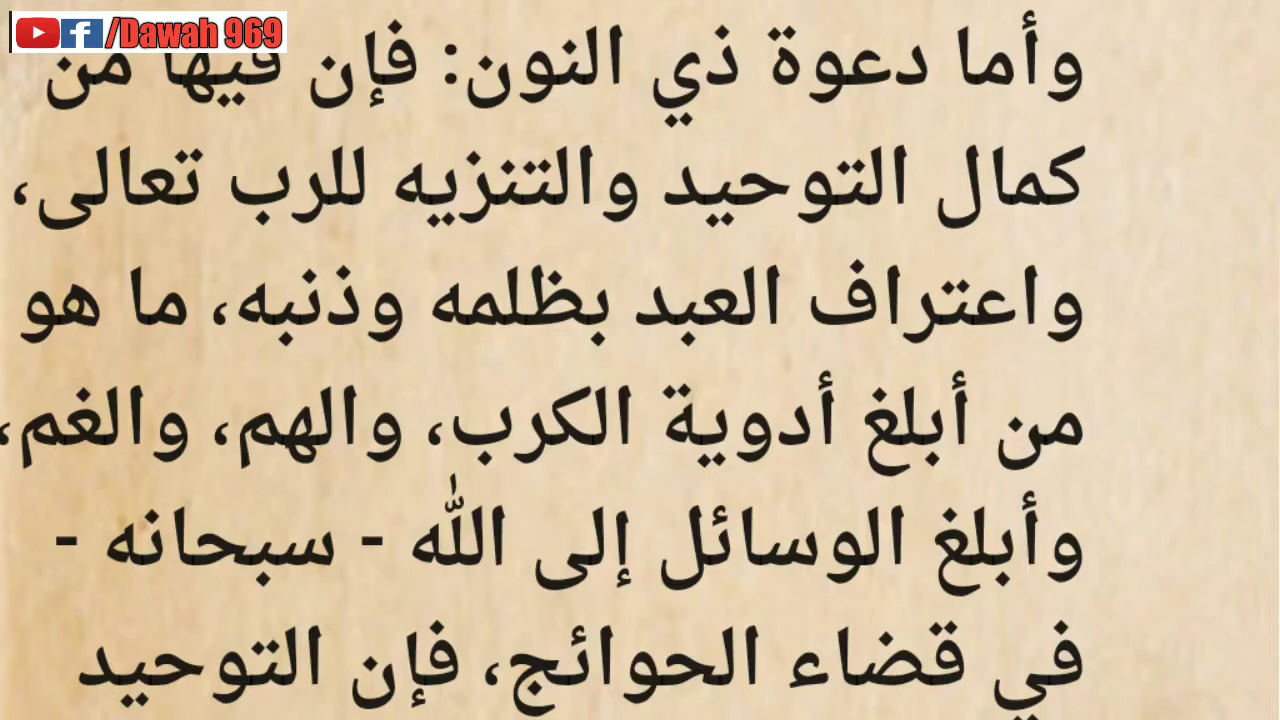 /Dawah 969
وأما دعوة ذي النون: فإن فيها من
كمال التوحيد والتنزيه للرب تعالى،
واعتراف العبد بظلمه وذنبه، ما هو
من أبلغ أدوية الكرب، والهم، والغم،
وأبلغ الوسائل إلى الله - سبحانه -
في قضاء الحوائج، فإن التوحيد